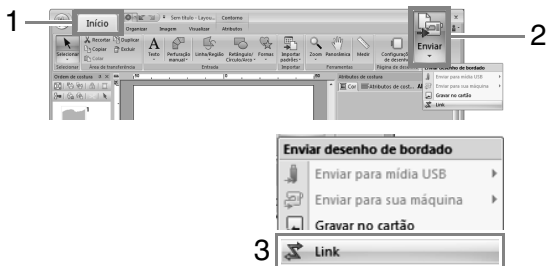 1
Início
Sem título - Layou...
Contorno
Organizar
Imagem
Visualizar
Atributos
2
Enviar
Selecionar
Recortar
Duplicar
Copiar
Excluir
Colar
Texto
Perfuração manual
Linha/Região
Retângulo/Círculo/Arco
Formas
Importar padrões
Zoom
Panorâmica
Medir
Configuração de desenho
Selecionar
Área de transferência
Entrada
Importar
Ferramentas
Página de desenho
Ordem de costura
Atributos de costura
Cor
Atributos de cost...
1
Enviar desenho de bordado
Enviar para mídia USB
Enviar para sua máquina
Gravar no cartão
Link
Enviar desenho de bordado
Enviar para mídia USB
Enviar para sua máquina
Gravar no cartão
3
Link